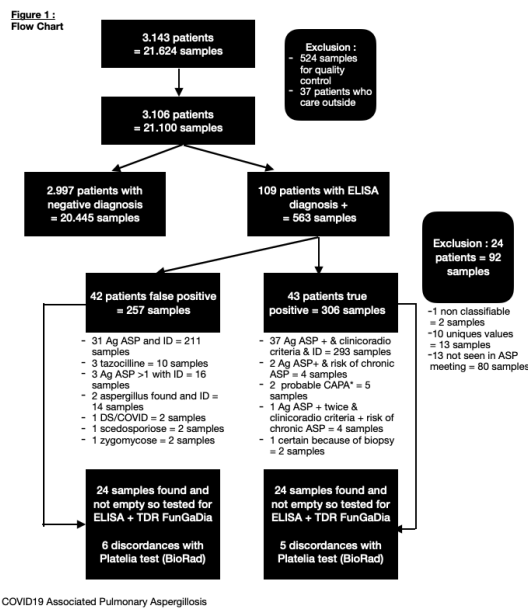 Figure 1 :
Flow Chart
3.143 patients
= 21.624 samples
Exclusion :
- 524 samples
for quality
control
- 37 patients who
care outside
3.106 patients
= 21.100 samples
2.997 patients with
negative diagnosis
= 20.445 samples
109 patients with ELISA
diagnosis +
= 563 samples
Exclusion : 24
patients = 92
samples
-1 non classifiable
= 2 samples
-10 uniques values
= 13 samples
-13 not seen in ASP
meeting = 80 samples
42 patients false positive
= 257 samples
43 patients true
positive = 306 samples
- 31 Ag ASP and ID = 211
samples
- 3 tazocilline = 10 samples
- 3 Ag ASP >1 with ID = 16
samples
- 2 aspergillus found and ID =
14 samples
- 1 DS/COVID = 2 samples
- 1 scedosporiose = 2 samples
- 1 zygomycose = 2 samples
- 37 Ag ASP + & clinicoradio
criteria & ID = 293 samples
- 2 Ag ASP+ & risk of chronic
ASP = 4 samples
- 2 probable CAPA* = 5
samples
- 1 Ag ASP + twice &
clinicoradio criteria + risk of
chronic ASP = 4 samples
- 1 certain because of biopsy
= 2 samples
24 samples found and
not empty so tested for
ELISA + TDR FunGaDia
6 discordances with
Platelia test (BioRad)
24 samples found and
not empty so tested for
ELISA + TDR FunGaDia
5 discordances with
Platelia test (BioRad)
COVID19 Associated Pulmonary Aspergillosis